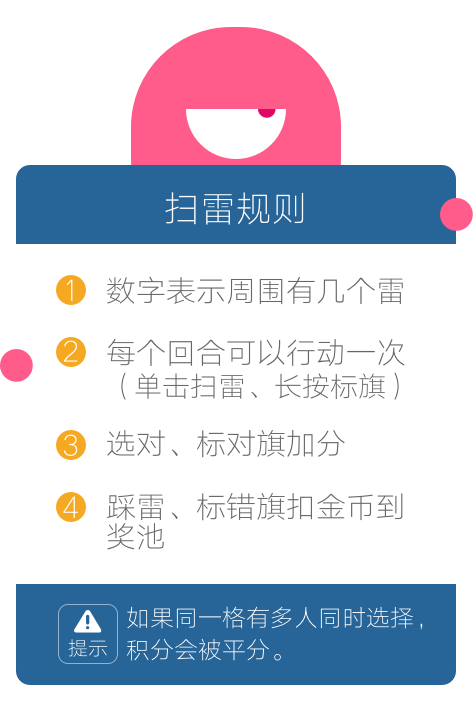 扫雷规则
1 数字表示周围有几个雷
2 每个回合可以行动一次
（单击扫雷、长按标旗）
3 选对、标对旗加分
4 踩雷、标错旗扣金币到
奖池
提示
如果同一格有多人同时选择，
积分会被平分。